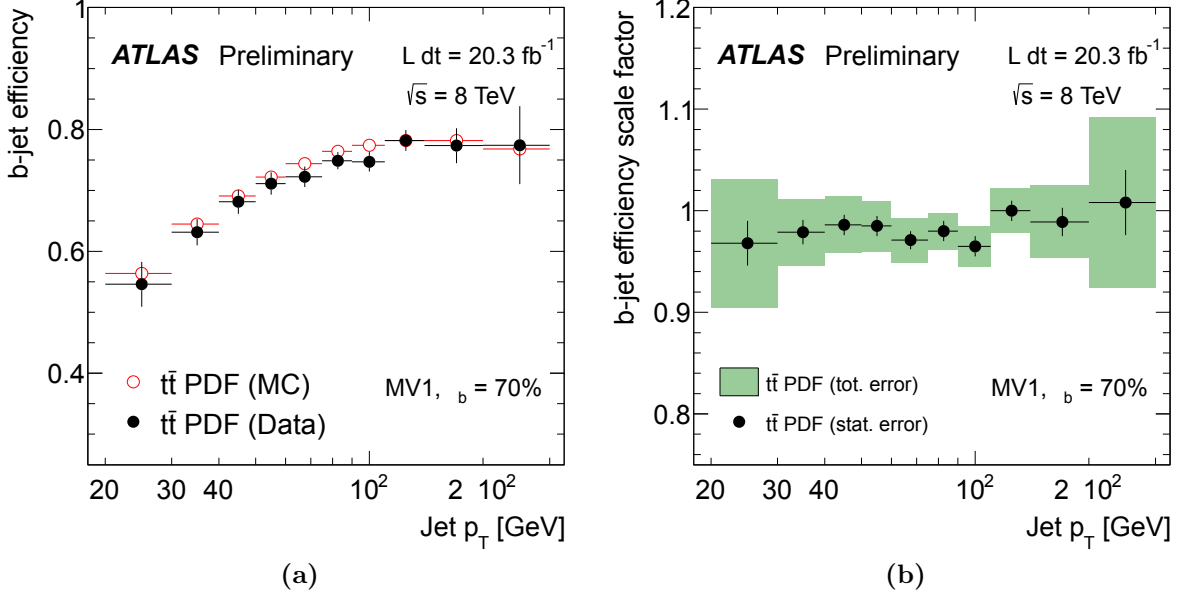 b-jet efficiency
1
0.8
0.6
0.4
ATLAS Preliminary
L dt = 20.3 fb⁻¹
√s = 8 TeV
tt̄ PDF (MC)
tt̄ PDF (Data)
MV1, b = 70%
20 30 40 10² 2 10²
Jet p_T [GeV]
(a)
b-jet efficiency scale factor
1.2
1.1
1
0.9
0.8
ATLAS Preliminary
L dt = 20.3 fb⁻¹
√s = 8 TeV
tt̄ PDF (tot. error)
tt̄ PDF (stat. error)
MV1, b = 70%
20 30 40 10² 2 10²
Jet p_T [GeV]
(b)